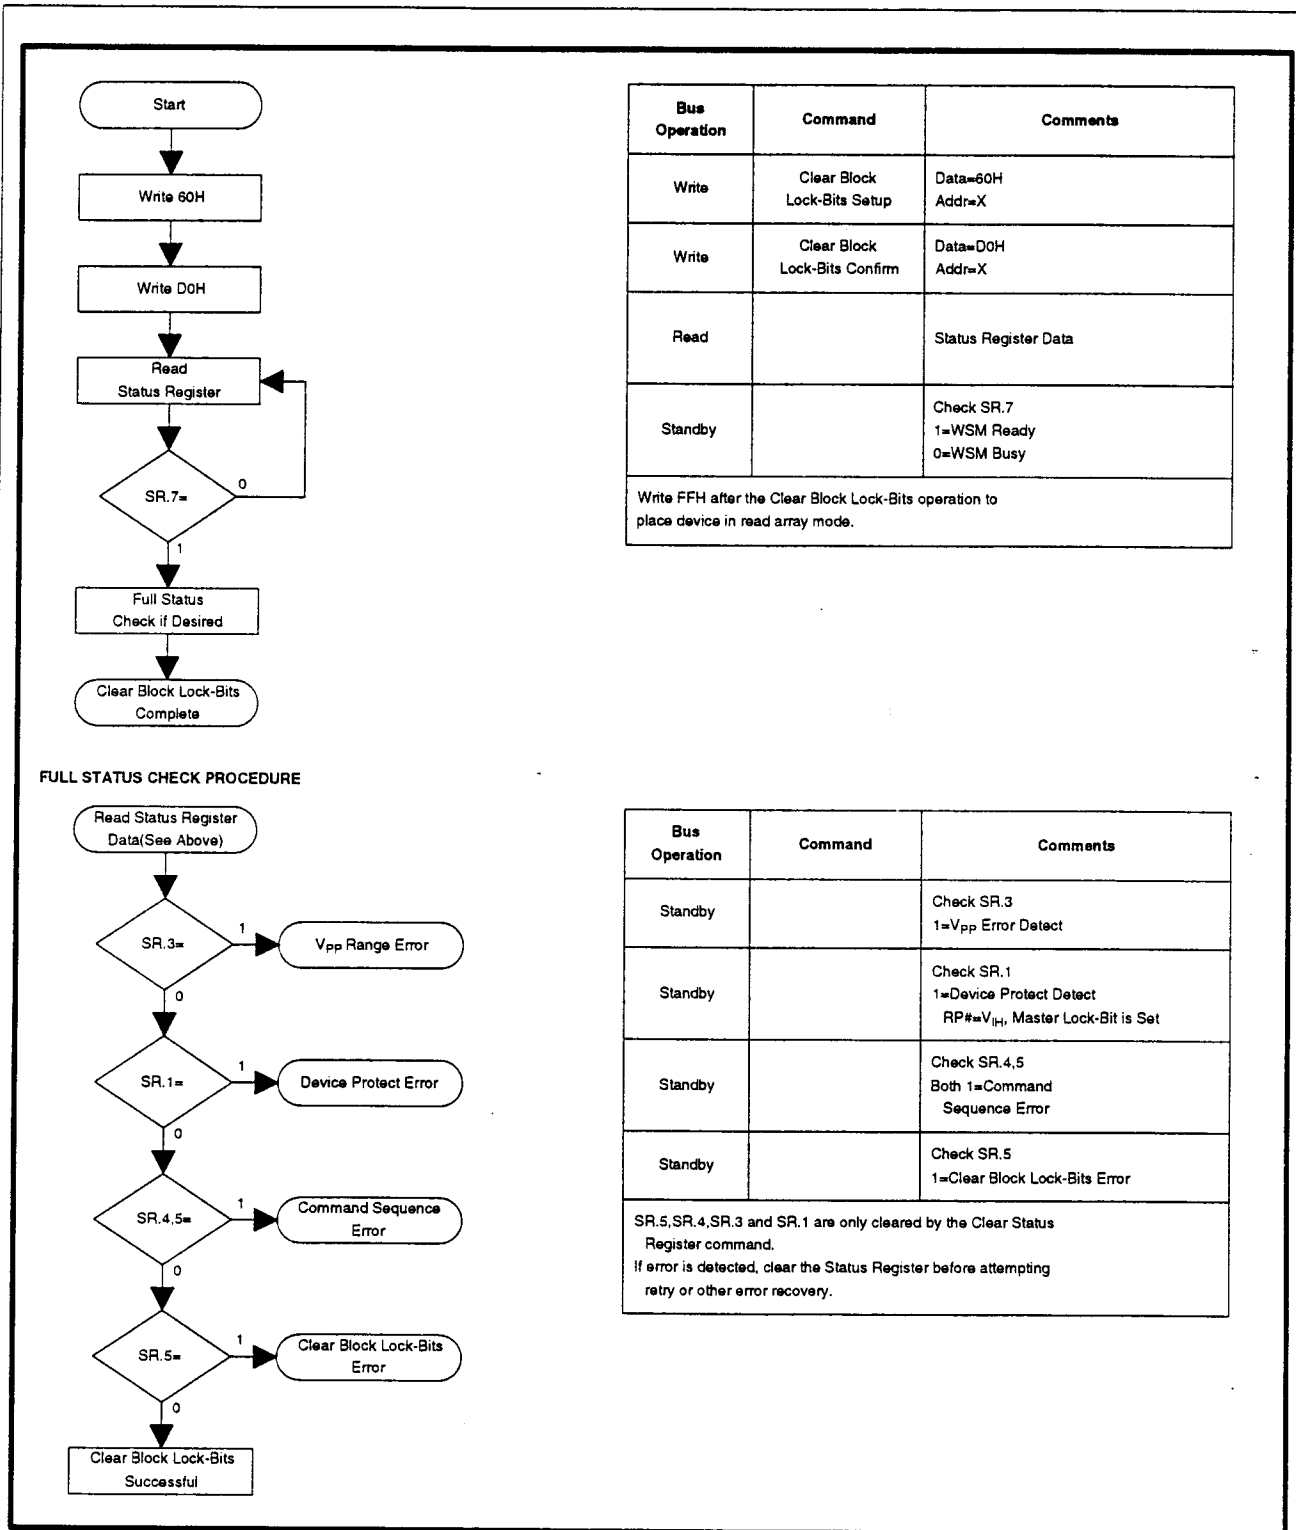 Start
Write 60H
Write D0H
Read
Status Register
SR.7=
0
1
Full Status
Check if Desired
Clear Block Lock-Bits
Complete
Bus
Operation
Command
Comments
Write
Clear Block
Lock-Bits Setup
Data=60H
Addr=X
Write
Clear Block
Lock-Bits Confirm
Data=D0H
Addr=X
Read
Status Register Data
Standby
Check SR.7
1=WSM Ready
0=WSM Busy
Write FFH after the Clear Block Lock-Bits operation to
place device in read array mode.
FULL STATUS CHECK PROCEDURE
Read Status Register
Data(See Above)
SR.3=
1
VPP Range Error
0
SR.1=
1
Device Protect Error
0
SR.4,5=
1
Command Sequence
Error
0
SR.5=
1
Clear Block Lock-Bits
Error
0
Clear Block Lock-Bits
Successful
Bus
Operation
Command
Comments
Standby
Check SR.3
1=VPP Error Detect
Standby
Check SR.1
1=Device Protect Detect
RP#=VIH, Master Lock-Bit is Set
Standby
Check SR.4,5
Both 1=Command
Sequence Error
Standby
Check SR.5
1=Clear Block Lock-Bits Error
SR.5,SR.4,SR.3 and SR.1 are only cleared by the Clear Status
Register command.
If error is detected, clear the Status Register before attempting
retry or other error recovery.